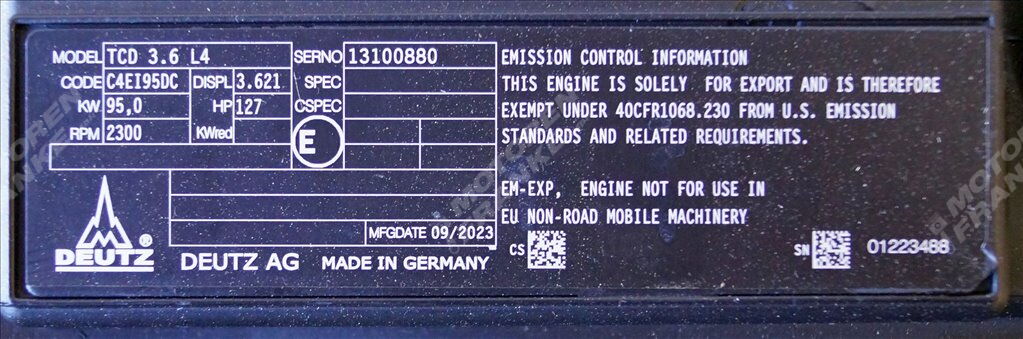 MODEL TCD 3.6 L4 SERNO 13100880
CODE C4EI95DC DISPL 3.621 SPEC
KW 95,0 HP 127 CSPEC
RPM 2300 KWred E
MFGDATE 09/2023
DEUTZ ®
DEUTZ AG MADE IN GERMANY
EMISSION CONTROL INFORMATION
THIS ENGINE IS SOLELY FOR EXPORT AND IS THEREFORE
EXEMPT UNDER 40CFR1068.230 FROM U.S. EMISSION
STANDARDS AND RELATED REQUIREMENTS.
EM-EXP, ENGINE NOT FOR USE IN
EU NON-ROAD MOBILE MACHINERY
CS SN 01223488
MOTOREN
FRANKE